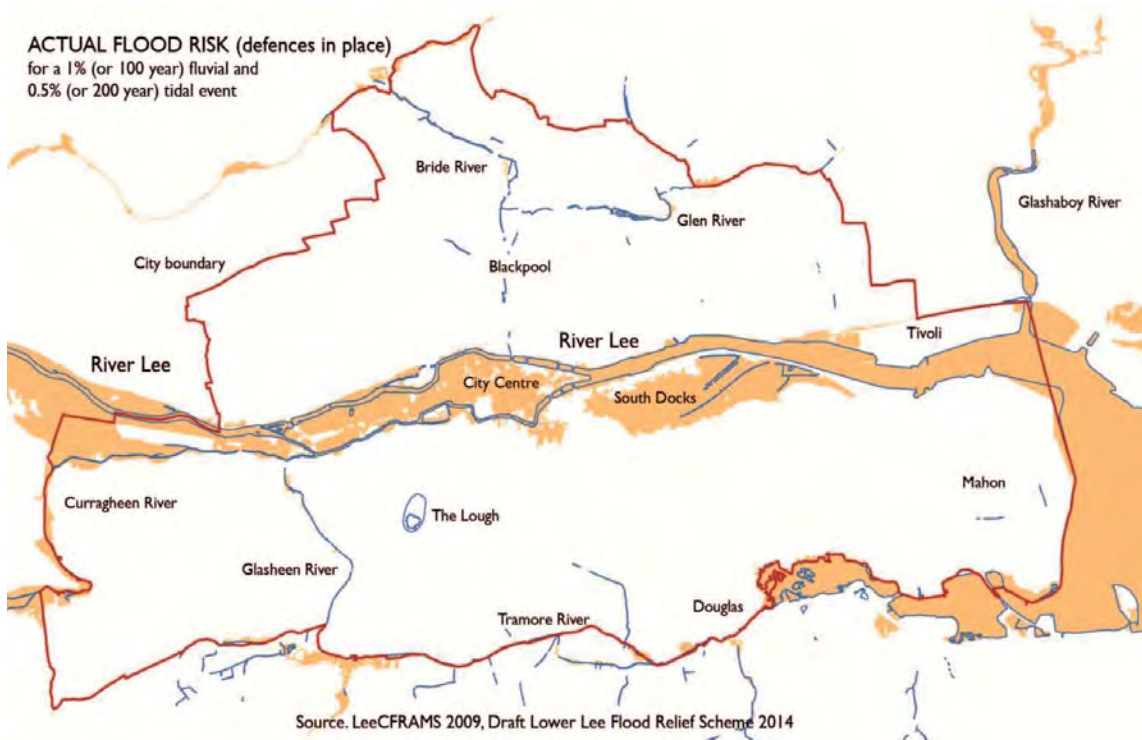 ACTUAL FLOOD RISK (defences in place)
for a 1% (or 100 year) fluvial and
0.5% (or 200 year) tidal event
Bride River
Glashaboy River
Glen River
City boundary
Blackpool
River Lee
Tivoli
River Lee
City Centre
South Docks
Mahon
Curragheen River
The Lough
Glasheen River
Douglas
Tramore River
Source. LeeCFRAMS 2009, Draft Lower Lee Flood Relief Scheme 2014